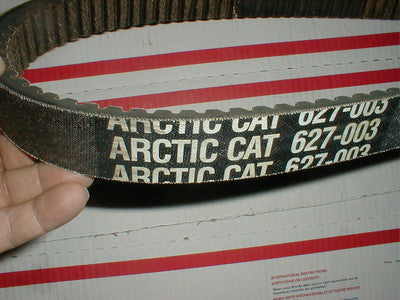 ARCTIC CAT 627-003
ARCTIC CAT 627-003
ARCTIC CAT 627-003
INTERNATIONAL RESTRICTIONS